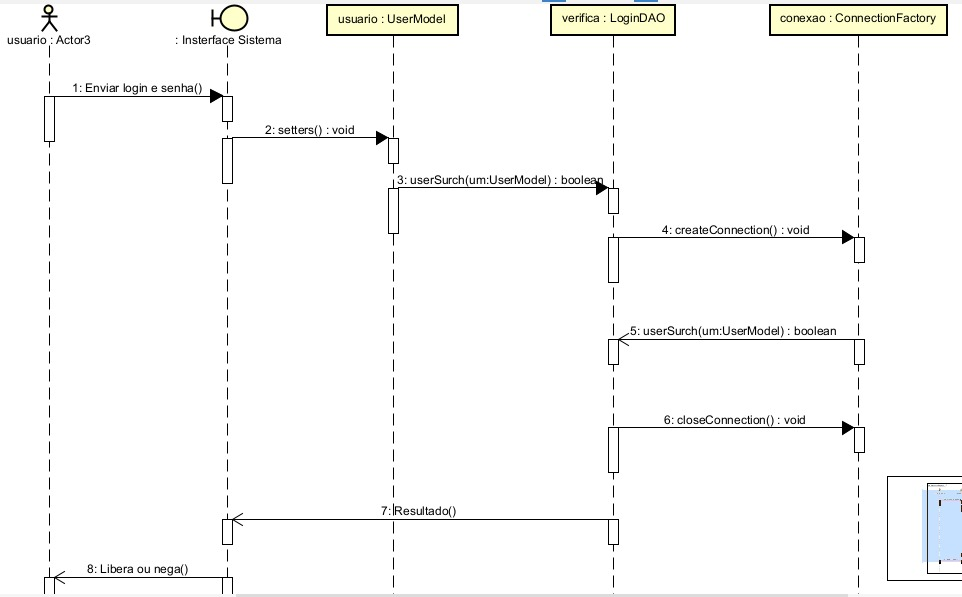 usuario : Actor3
: Insterface Sistema
usuario : UserModel
verifica : LoginDAO
conexao : ConnectionFactory
1: Enviar login e senha()
2: setters() : void
3: userSurch(um:UserModel) : boolean
4: createConnection() : void
5: userSurch(um:UserModel) : boolean
6: closeConnection() : void
7: Resultado()
8: Libera ou nega()